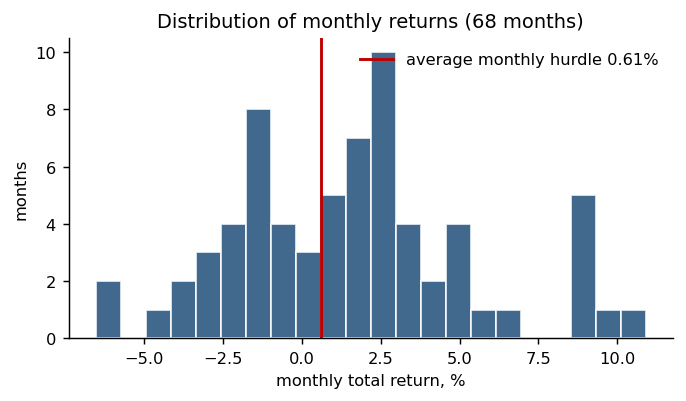 Distribution of monthly returns (68 months)
average monthly hurdle 0.61%
months
10
8
6
4
2
0
−5.0 −2.5 0.0 2.5 5.0 7.5 10.0
monthly total return, %